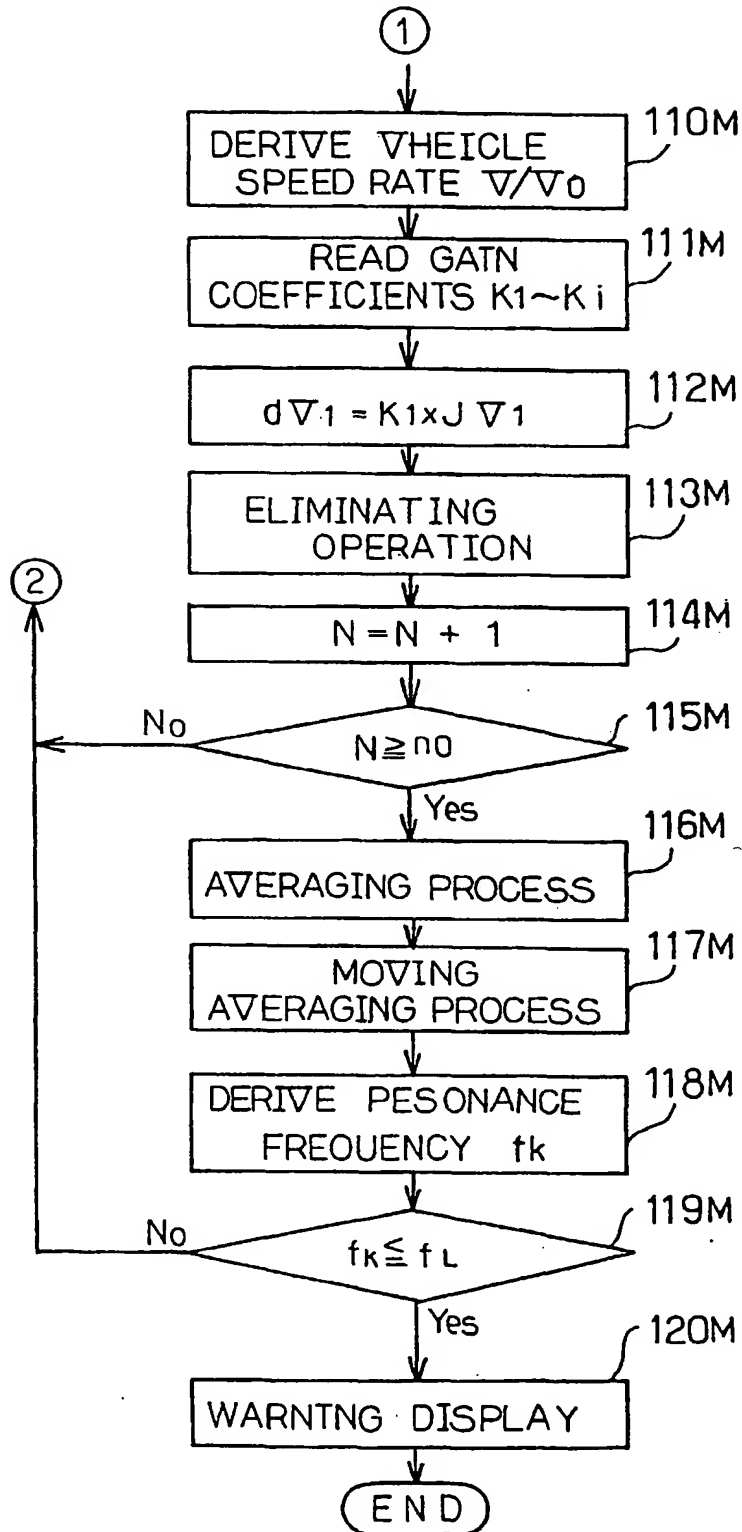 ①
110M
DERIVE VHEICLE
SPEED RATE V/V0
111M
READ GATN
COEFFICIENTS K1~Ki
112M
dV1 = K1xJ V1
113M
ELIMINATING
OPERATION
②
114M
N = N + 1
115M
No
N≧n0
Yes
116M
AVERAGING PROCESS
117M
MOVING
AVERAGING PROCESS
118M
DERIVE PESONANCE
FREOUENCY fk
119M
No
fK≦fL
Yes
120M
WARNTNG DISPLAY
END